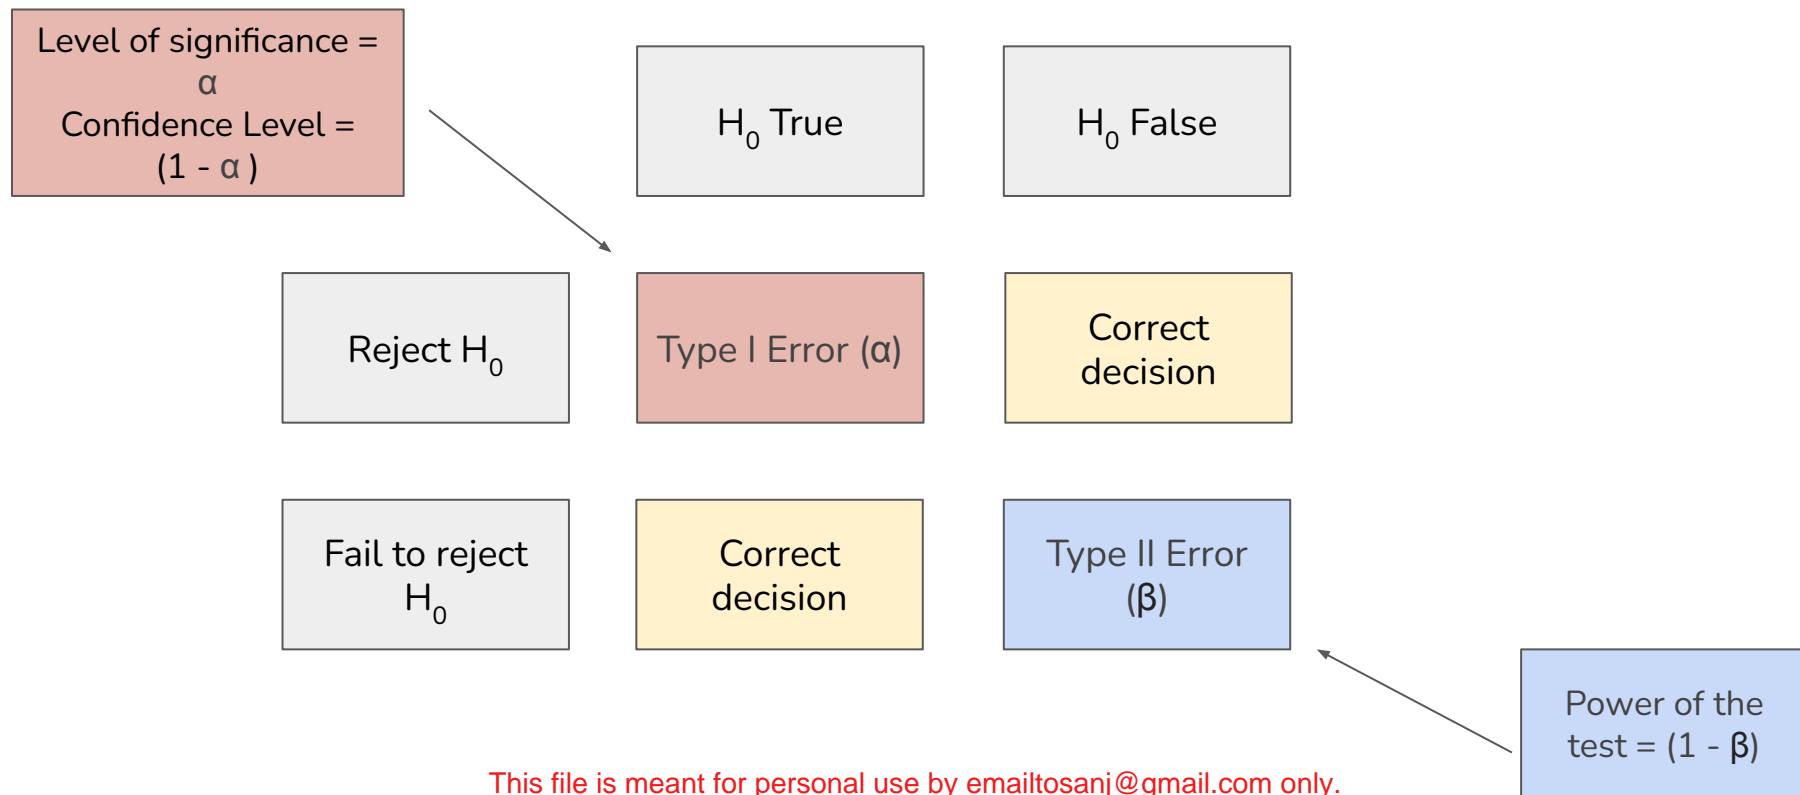 Level of significance =
α
Confidence Level =
(1 - α )
H₀ True
H₀ False
Reject H₀
Type I Error (α)
Correct
decision
Fail to reject
H₀
Correct
decision
Type II Error
(β)
Power of the
test = (1 - β)
This file is meant for personal use by emailtosanj@gmail.com only.